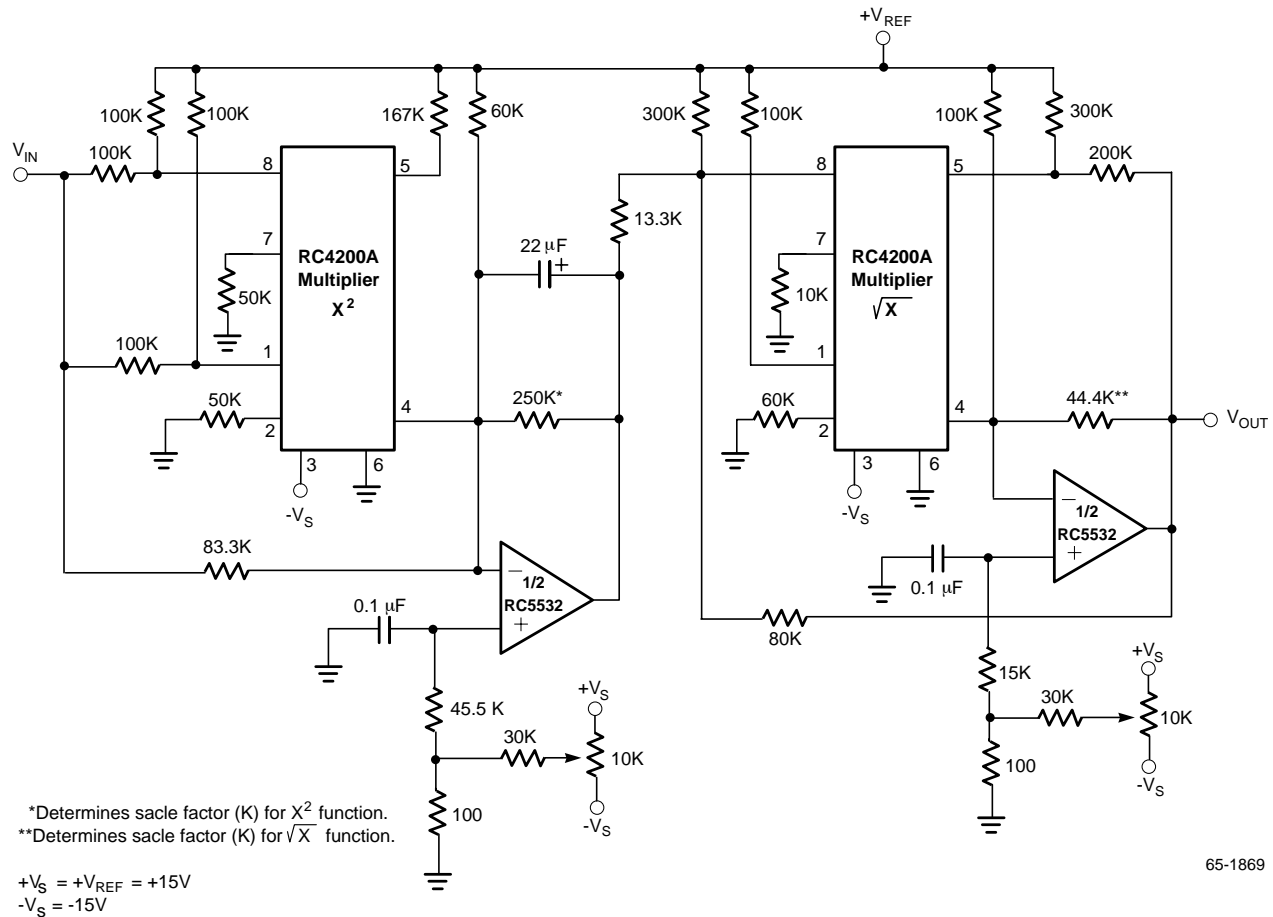 +VREF
100K
100K
167K
60K
300K
100K
100K
300K
VIN
100K
8
5
8
5
200K
13.3K
7
RC4200A
Multiplier
X2
22 µF
+
7
RC4200A
Multiplier
√X
50K
10K
100K
1
1
50K
2
4
250K*
60K
2
4
44.4K**
VOUT
3
6
-VS
3
6
-VS
83.3K
−
1/2
RC5532
+
−
1/2
RC5532
+
0.1 µF
0.1 µF
80K
45.5 K
+VS
30K
10K
100
-VS
15K
+VS
30K
10K
100
-VS
*Determines sacle factor (K) for X2 function.
**Determines sacle factor (K) for √X function.
+VS = +VREF = +15V
-VS = -15V
65-1869